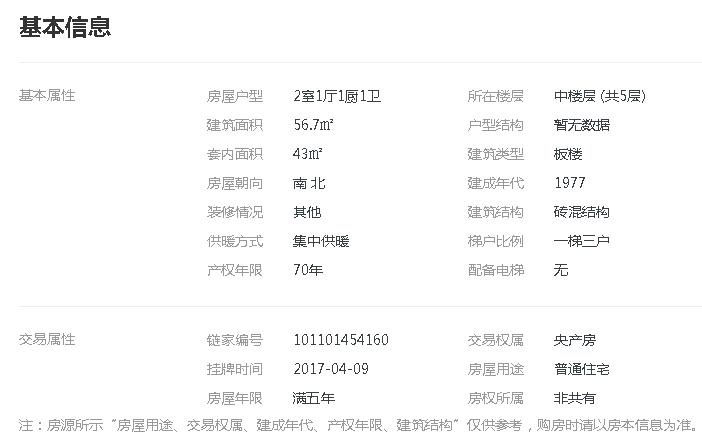 基本信息
基本属性 房屋户型 2室1厅1厨1卫 所在楼层 中楼层 (共5层)
建筑面积 56.7㎡ 户型结构 暂无数据
套内面积 43㎡ 建筑类型 板楼
房屋朝向 南 北 建成年代 1977
装修情况 其他 建筑结构 砖混结构
供暖方式 集中供暖 梯户比例 一梯三户
产权年限 70年 配备电梯 无
交易属性 链家编号 101101454160 交易权属 央产房
挂牌时间 2017-04-09 房屋用途 普通住宅
房屋年限 满五年 房权所属 非共有
注：房源所示“房屋用途、交易权属、建成年代、产权年限、建筑结构”仅供参考，购房时请以房本信息为准。